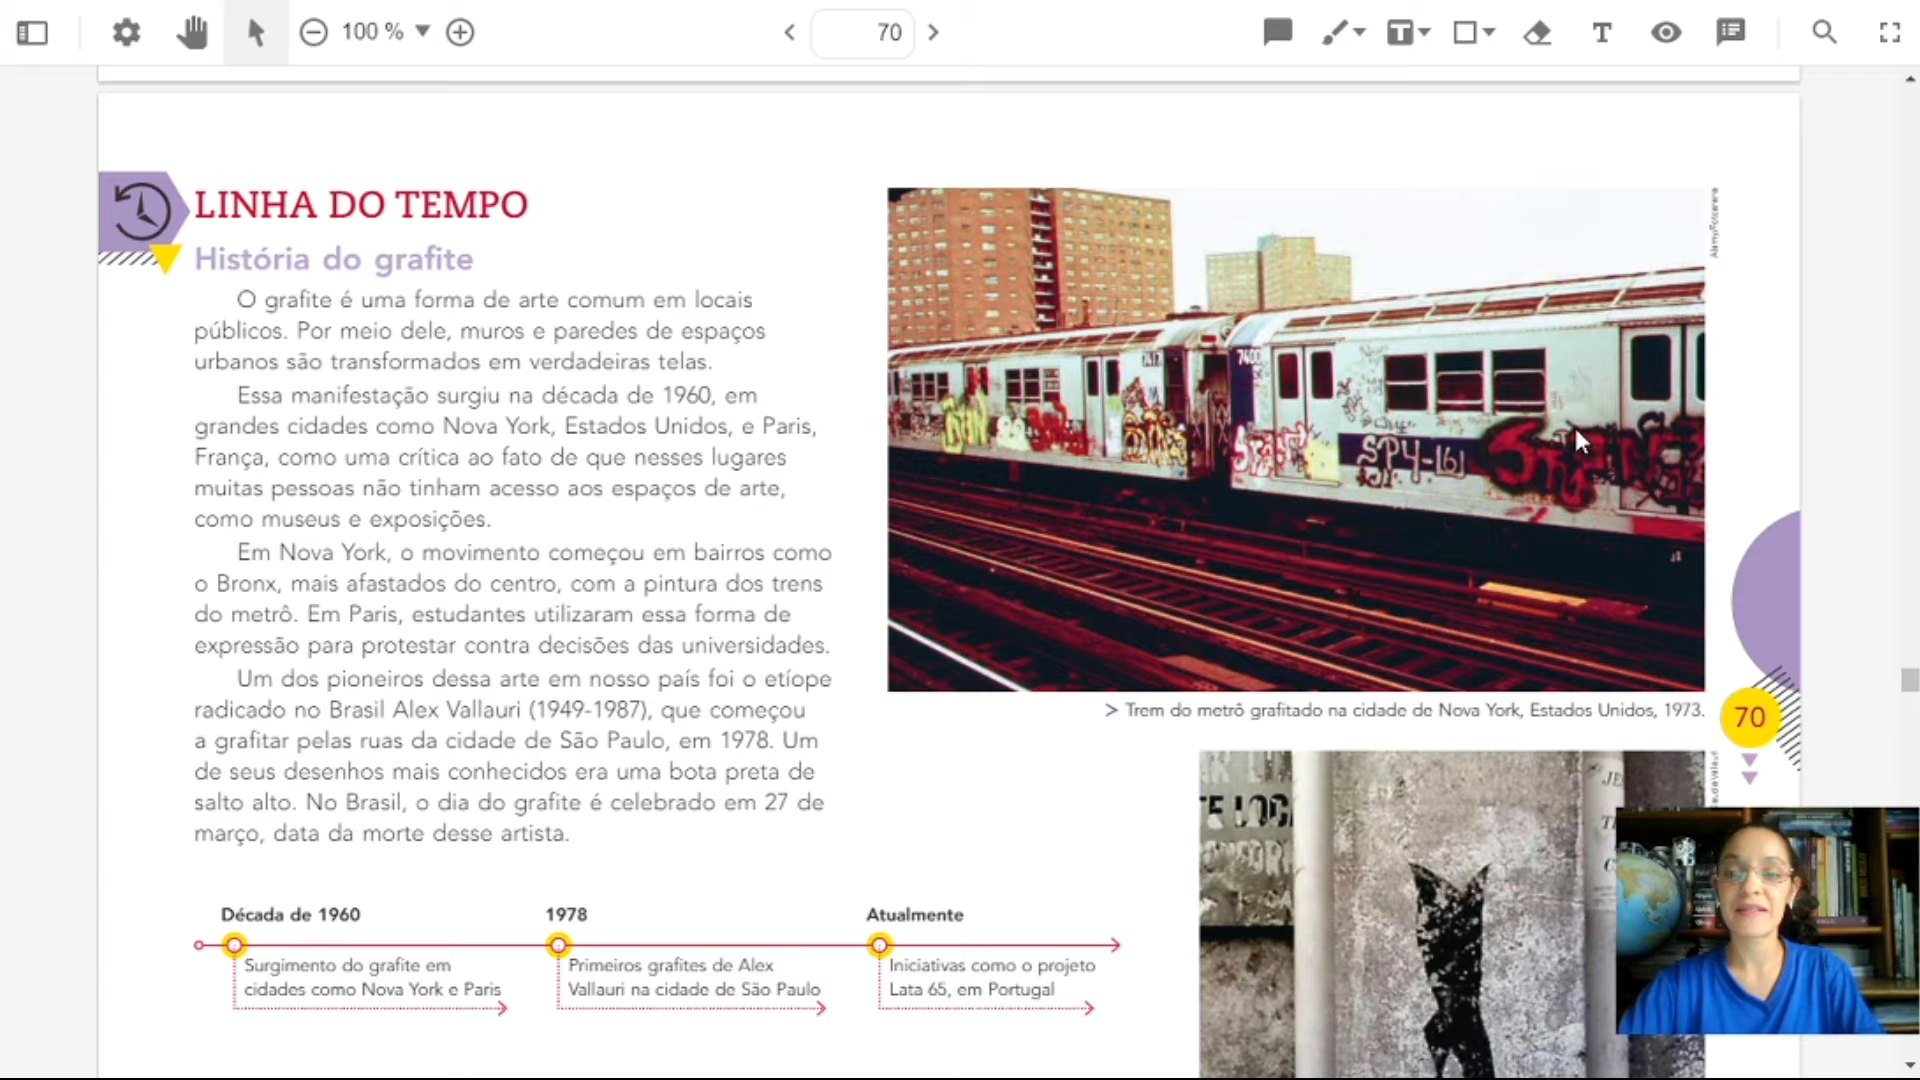 100 %
70
LINHA DO TEMPO
História do grafite
O grafite é uma forma de arte comum em locais
públicos. Por meio dele, muros e paredes de espaços
urbanos são transformados em verdadeiras telas.
Essa manifestação surgiu na década de 1960, em
grandes cidades como Nova York, Estados Unidos, e Paris,
França, como uma crítica ao fato de que nesses lugares
muitas pessoas não tinham acesso aos espaços de arte,
como museus e exposições.
Em Nova York, o movimento começou em bairros como
o Bronx, mais afastados do centro, com a pintura dos trens
do metrô. Em Paris, estudantes utilizaram essa forma de
expressão para protestar contra decisões das universidades.
Um dos pioneiros dessa arte em nosso país foi o etíope
radicado no Brasil Alex Vallauri (1949-1987), que começou
a grafitar pelas ruas da cidade de São Paulo, em 1978. Um
de seus desenhos mais conhecidos era uma bota preta de
salto alto. No Brasil, o dia do grafite é celebrado em 27 de
março, data da morte desse artista.
7400
SPY-161
> Trem do metrô grafitado na cidade de Nova York, Estados Unidos, 1973.
70
Década de 1960
Surgimento do grafite em
cidades como Nova York e Paris
1978
Primeiros grafites de Alex
Vallauri na cidade de São Paulo
Atualmente
Iniciativas como o projeto
Lata 65, em Portugal